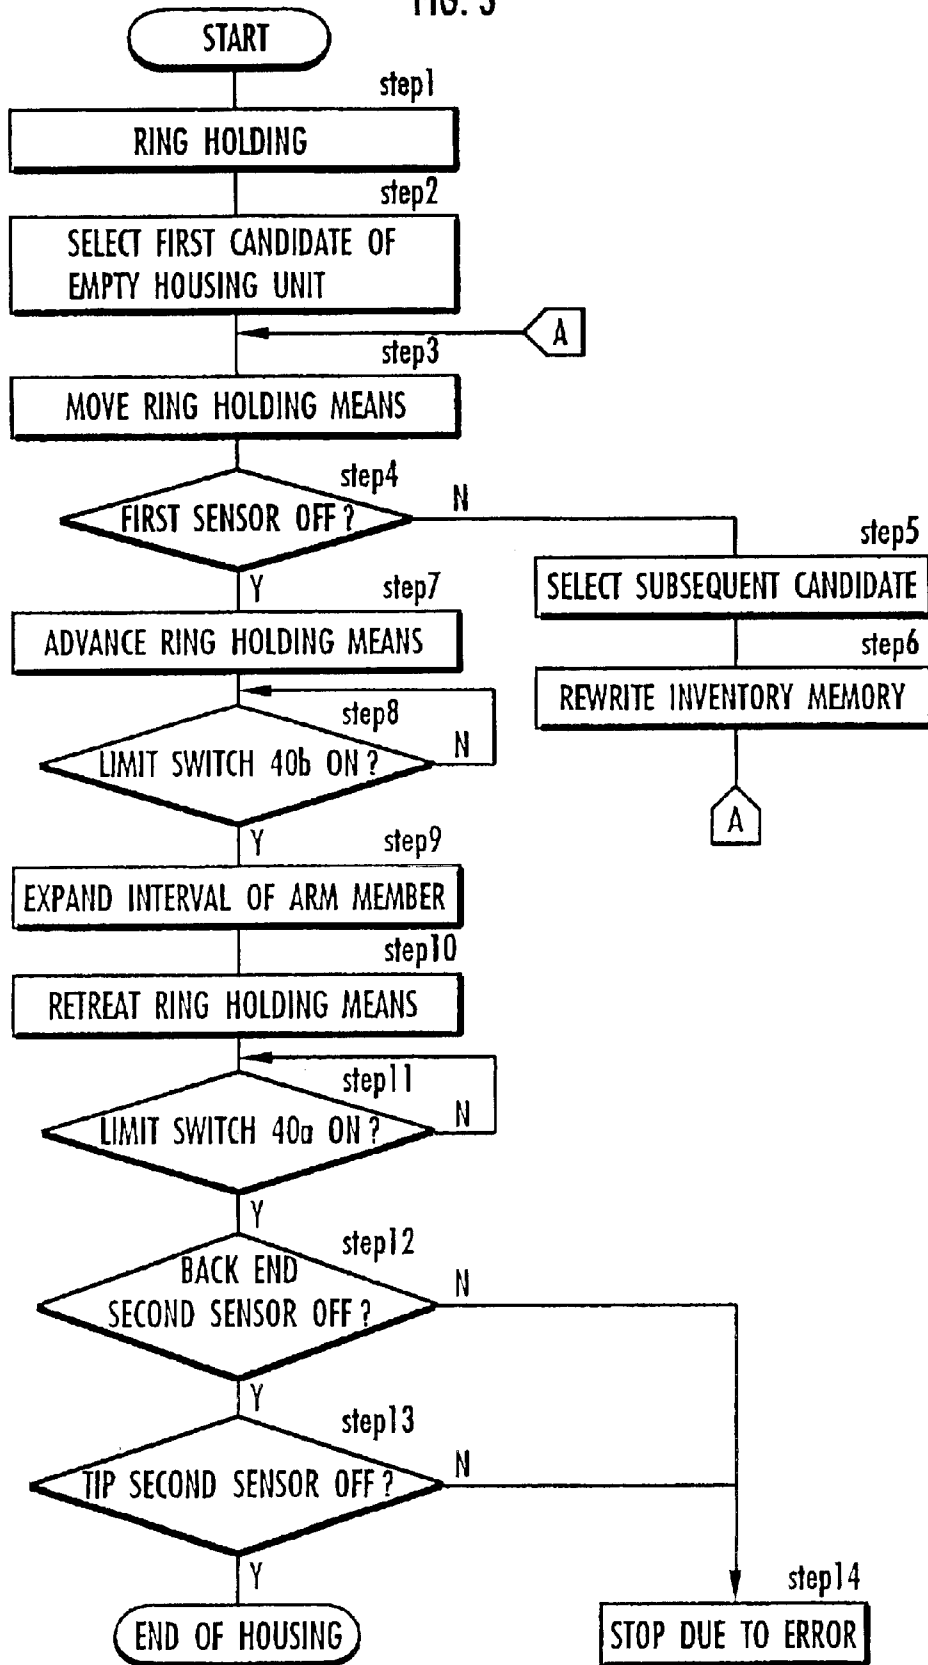 FIG. 3
START
step1
RING HOLDING
step2
SELECT FIRST CANDIDATE OF
EMPTY HOUSING UNIT
A
step3
MOVE RING HOLDING MEANS
step4
FIRST SENSOR OFF?
N
Y
step5
SELECT SUBSEQUENT CANDIDATE
step6
REWRITE INVENTORY MEMORY
A
step7
ADVANCE RING HOLDING MEANS
step8
LIMIT SWITCH 40b ON?
N
Y
step9
EXPAND INTERVAL OF ARM MEMBER
step10
RETREAT RING HOLDING MEANS
step11
LIMIT SWITCH 40a ON?
N
Y
step12
BACK END
SECOND SENSOR OFF?
N
Y
step13
TIP SECOND SENSOR OFF?
N
Y
END OF HOUSING
step14
STOP DUE TO ERROR